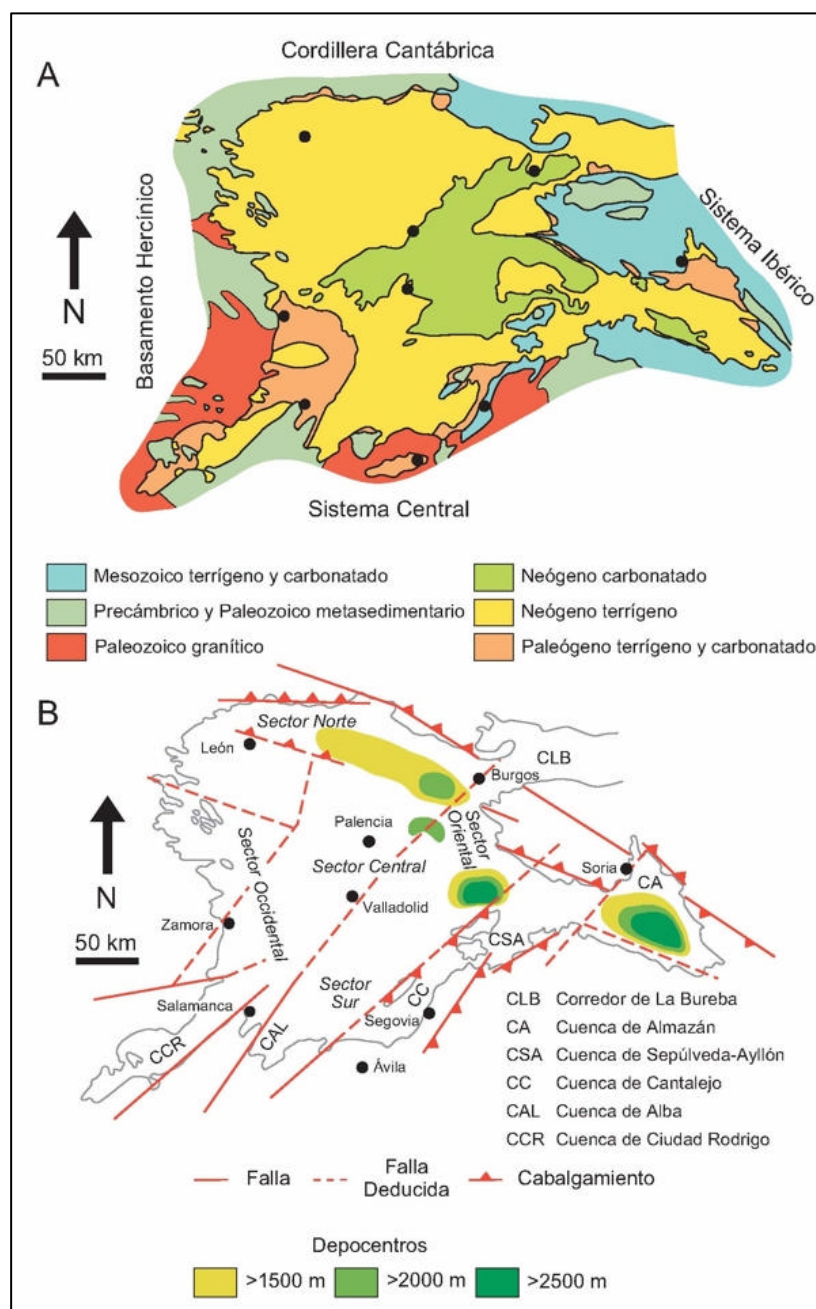 Cordillera Cantábrica
A
Basamento Hercínico
Sistema Ibérico
N
50 km
Sistema Central
Mesozoico terrígeno y carbonatado
Precámbrico y Paleozoico metasedimentario
Paleozoico granítico
Neógeno carbonatado
Neógeno terrígeno
Paleógeno terrígeno y carbonatado
B
Sector Norte
León
CLB
Burgos
Palencia
Sector Oriental
Sector Central
Sector Occidental
Soria
CA
N
Valladolid
Zamora
50 km
CSA
Sector
Sur
CC
Salamanca
Segovia
CAL
CCR
Ávila
CLB Corredor de La Bureba
CA Cuenca de Almazán
CSA Cuenca de Sepúlveda-Ayllón
CC Cuenca de Cantalejo
CAL Cuenca de Alba
CCR Cuenca de Ciudad Rodrigo
Falla
Falla
Deducida
Cabalgamiento
Depocentros
>1500 m
>2000 m
>2500 m